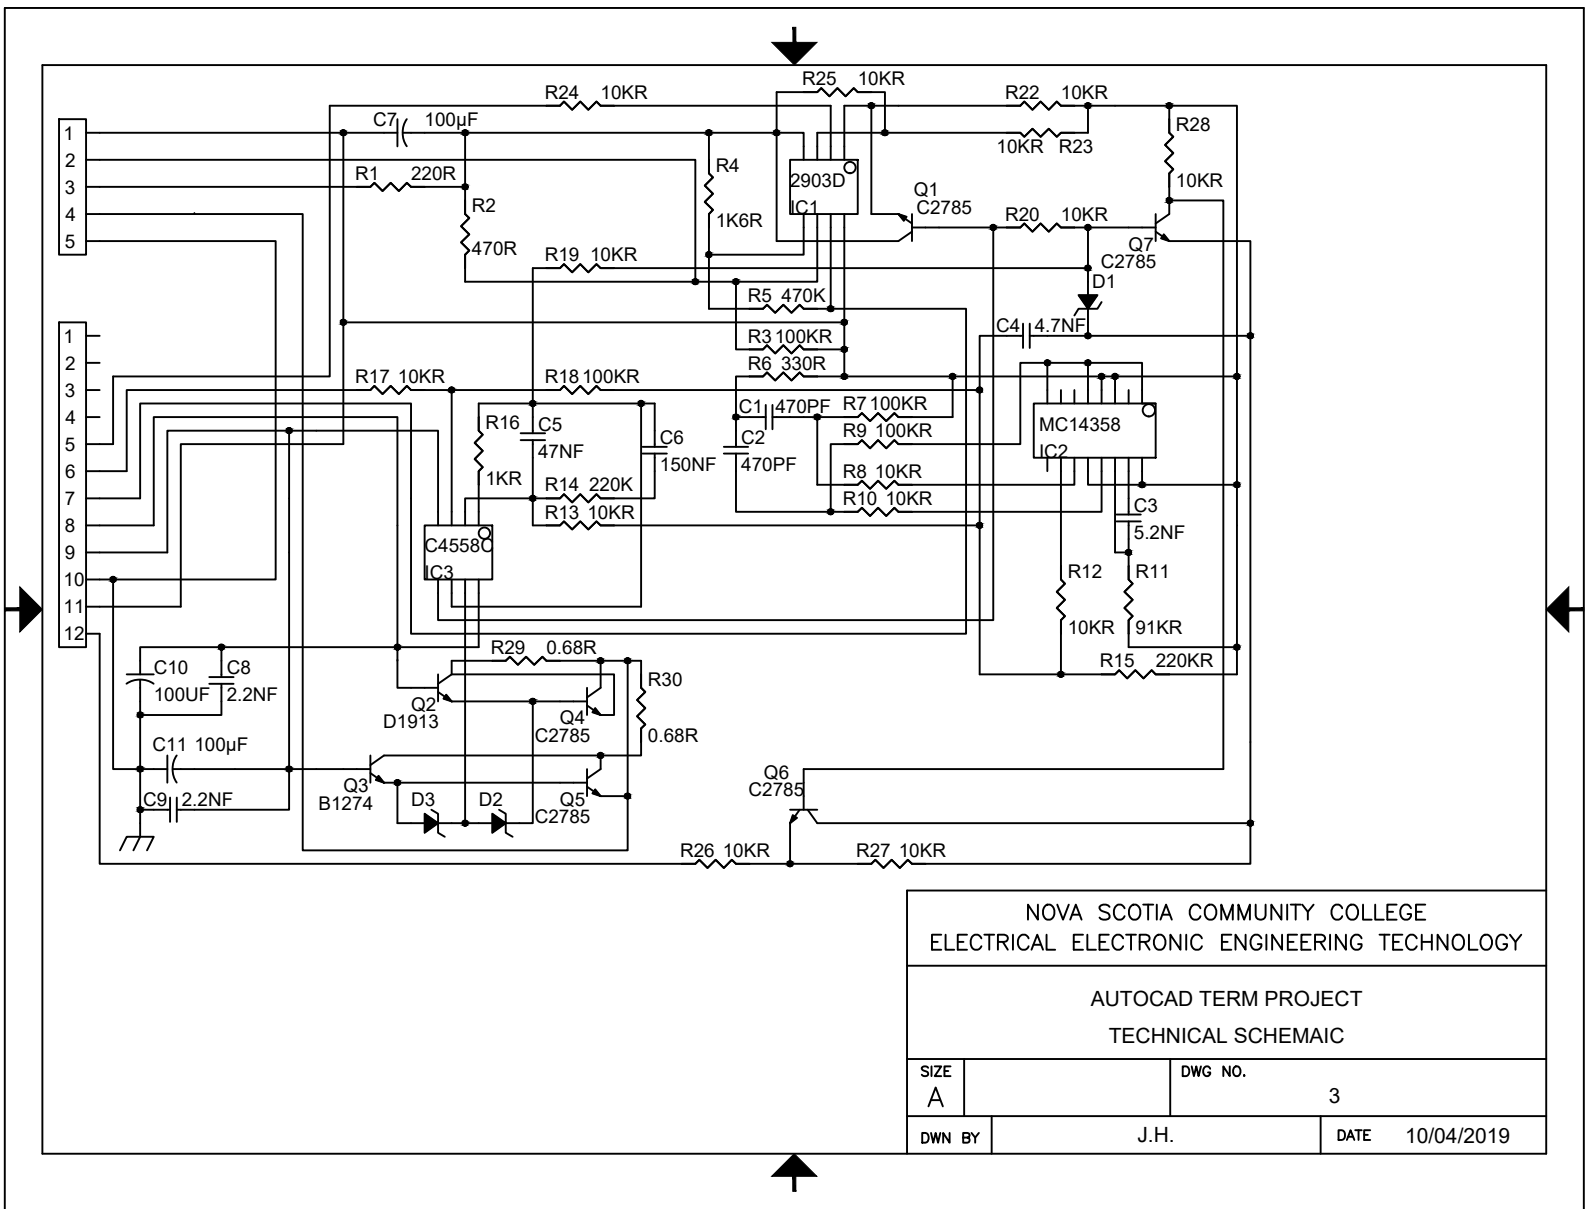 R25 10KR
R24 10KR
R22 10KR
C7 100µF
R28
10KR R23
1
2
3
4
5
R1 220R
R4
2903D
IC1
1K6R
10KR
R2
470R
Q1
C2785
R20 10KR
Q7
C2785
R19 10KR
D1
R5 470K
C4 4.7NF
R3 100KR
R6 330R
1
2
3
4
5
6
7
8
9
10
11
12
R17 10KR
R18 100KR
C1 470PF
R7 100KR
MC14358
IC2
R16
1KR
C5
47NF
C6
150NF
C2
470PF
R9 100KR
R8 10KR
R14 220K
R10 10KR
R13 10KR
C3
5.2NF
C4558C
IC3
R12
10KR
R11
91KR
R29 0.68R
R15 220KR
C10
100UF
C8
2.2NF
R30
0.68R
Q2
D1913
Q4
C2785
C11 100µF
Q3
B1274
Q6
C2785
C9 2.2NF
D3
D2
Q5
C2785
R26 10KR
R27 10KR
NOVA SCOTIA COMMUNITY COLLEGE
ELECTRICAL ELECTRONIC ENGINEERING TECHNOLOGY
AUTOCAD TERM PROJECT
TECHNICAL SCHEMAIC
SIZE
A
DWG NO.
3
DWN BY J.H. DATE 10/04/2019